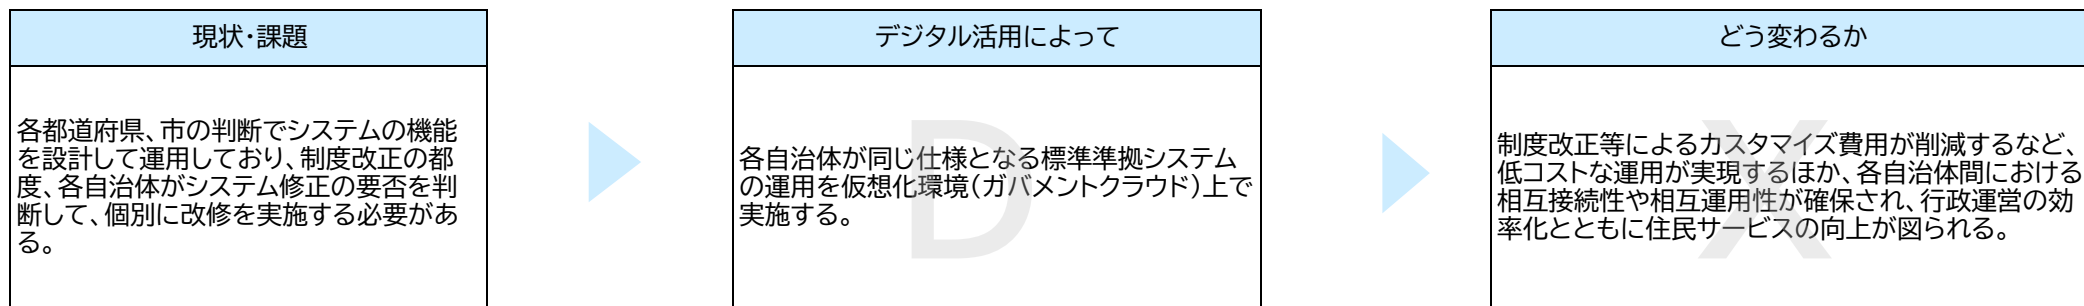 現状・課題
各都道府県、市の判断でシステムの機能
を設計して運用しており、制度改正の都
度、各自治体がシステム修正の要否を判
断して、個別に改修を実施する必要があ
る。
デジタル活用によって
D
各自治体が同じ仕様となる標準準拠システム
の運用を仮想化環境(ガバメントクラウド)上で
実施する。
どう変わるか
X
制度改正等によるカスタマイズ費用が削減するなど、
低コストな運用が実現するほか、各自治体間における
相互接続性や相互運用性が確保され、行政運営の効
率化とともに住民サービスの向上が図られる。